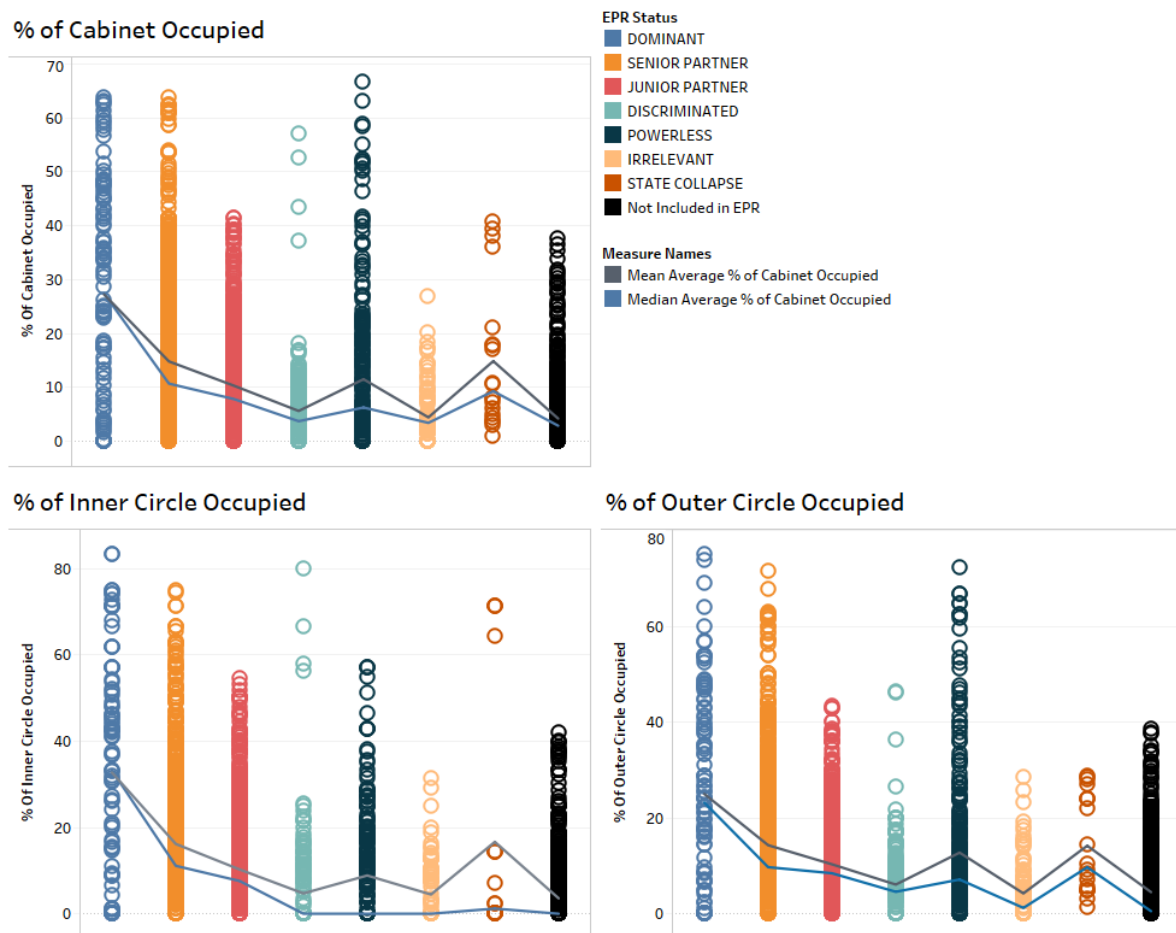 % of Cabinet Occupied
70
60
50
40
30
20
10
0
% Of Cabinet Occupied
EPR Status
DOMINANT
SENIOR PARTNER
JUNIOR PARTNER
DISCRIMINATED
POWERLESS
IRRELEVANT
STATE COLLAPSE
Not Included in EPR
Measure Names
Mean Average % of Cabinet Occupied
Median Average % of Cabinet Occupied
% of Inner Circle Occupied
80
60
40
20
0
% Of Inner Circle Occupied
% of Outer Circle Occupied
80
60
40
20
0
% Of Outer Circle Occupied